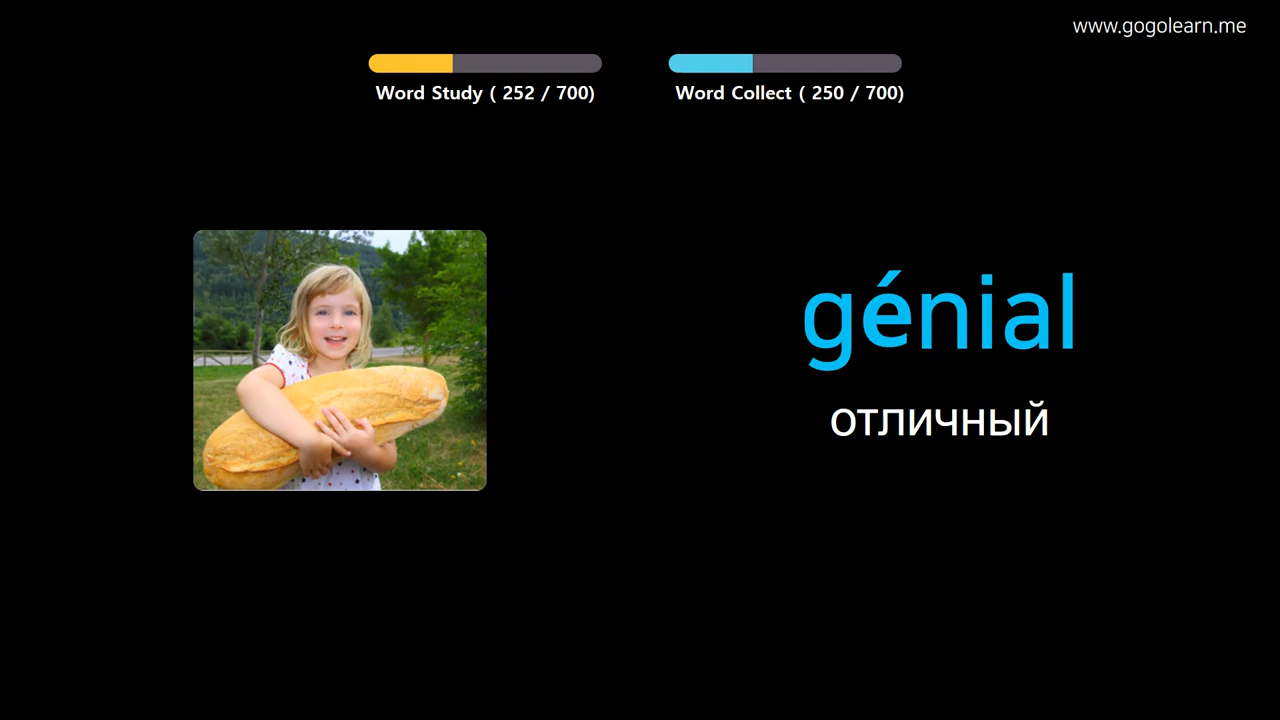 www.gogolearn.me
Word Study ( 252 / 700)
Word Collect ( 250 / 700)
génial
отличный